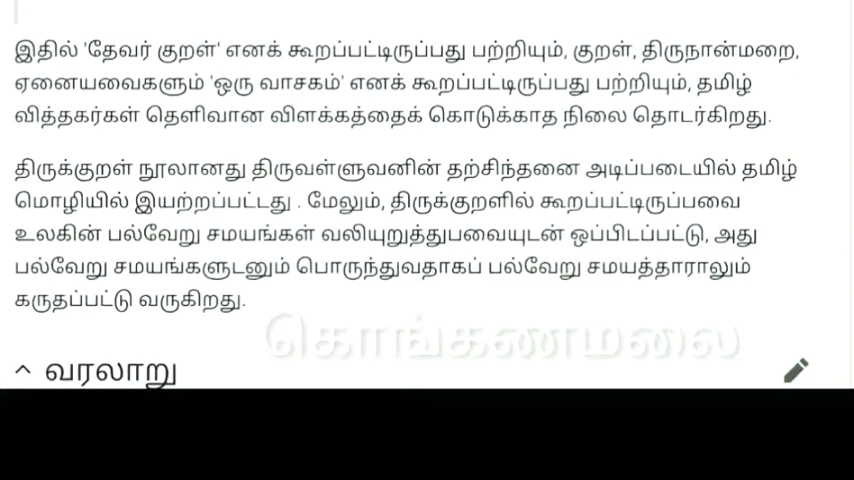 இதில் 'தேவர் குறள்' எனக் கூறப்பட்டிருப்பது பற்றியும், குறள், திருநான்மறை,
ஏனையவைகளும் 'ஒரு வாசகம்' எனக் கூறப்பட்டிருப்பது பற்றியும், தமிழ்
வித்தகர்கள் தெளிவான விளக்கத்தைக் கொடுக்காத நிலை தொடர்கிறது.
திருக்குறள் நூலானது திருவள்ளுவனின் தற்சிந்தனை அடிப்படையில் தமிழ்
மொழியில் இயற்றப்பட்டது . மேலும், திருக்குறளில் கூறப்பட்டிருப்பவை
உலகின் பல்வேறு சமயங்கள் வலியுறுத்துபவையுடன் ஒப்பிடப்பட்டு, அது
பல்வேறு சமயங்களுடனும் பொருந்துவதாகப் பல்வேறு சமயத்தாராலும்
கருதப்பட்டு வருகிறது.
கொங்கணமலை
வரலாறு